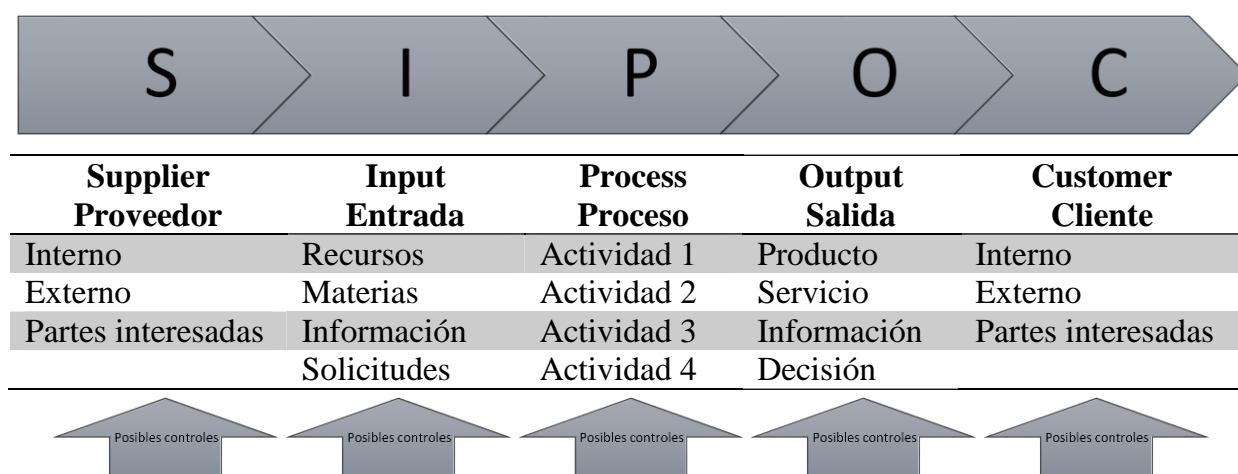 S I P O C
Supplier Input Process Output Customer
Proveedor Entrada Proceso Salida Cliente
Interno Recursos Actividad 1 Producto Interno
Externo Materias Actividad 2 Servicio Externo
Partes interesadas Información Actividad 3 Información Partes interesadas
Solicitudes Actividad 4 Decisión
Posibles controles Posibles controles Posibles controles Posibles controles Posibles controles